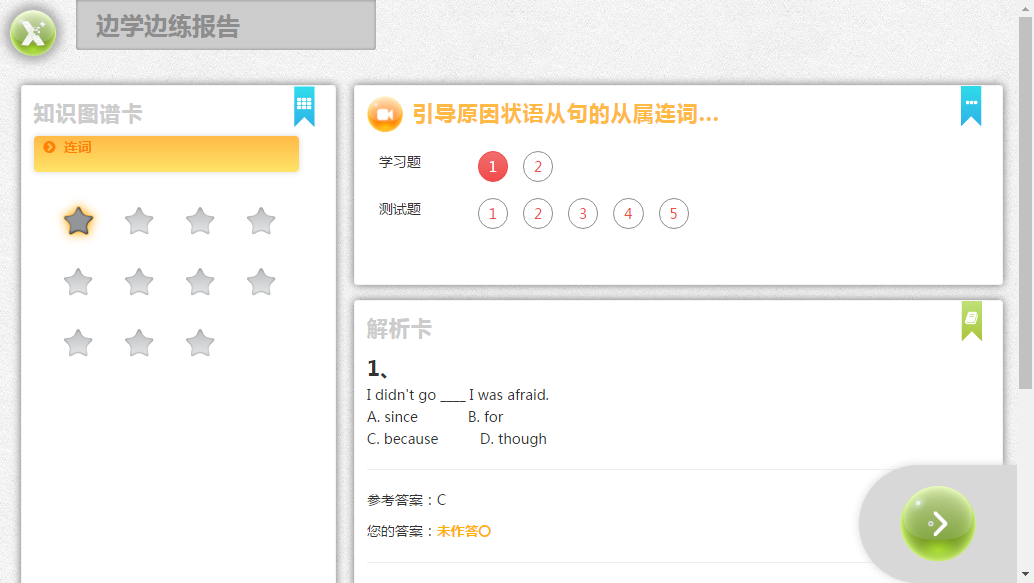 边学边练报告
知识图谱卡
连词
引导原因状语从句的从属连词...
学习题 1 2
测试题 1 2 3 4 5
解析卡
1、
I didn't go ____ I was afraid.
A. since B. for
C. because D. though
参考答案：C
您的答案：未作答〇